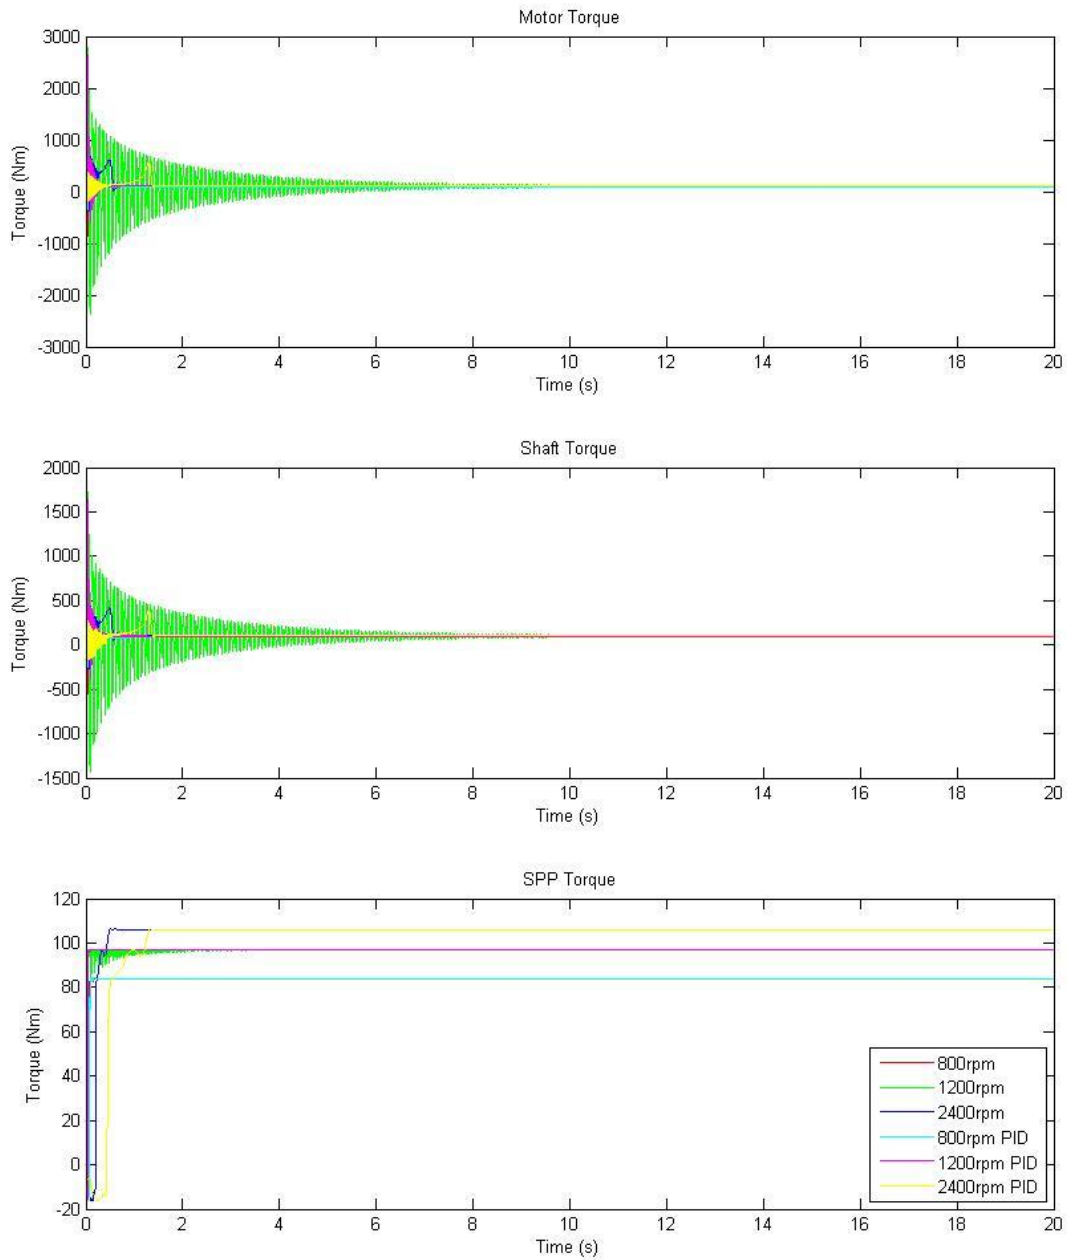 Motor Torque
3000
2000
1000
0
-1000
-2000
-3000
Torque (Nm)
0 2 4 6 8 10 12 14 16 18 20
Time (s)
Shaft Torque
2000
1500
1000
500
0
-500
-1000
-1500
Torque (Nm)
0 2 4 6 8 10 12 14 16 18 20
Time (s)
SPP Torque
120
100
80
60
40
20
0
-20
Torque (Nm)
800rpm
1200rpm
2400rpm
800rpm PID
1200rpm PID
2400rpm PID
0 2 4 6 8 10 12 14 16 18 20
Time (s)